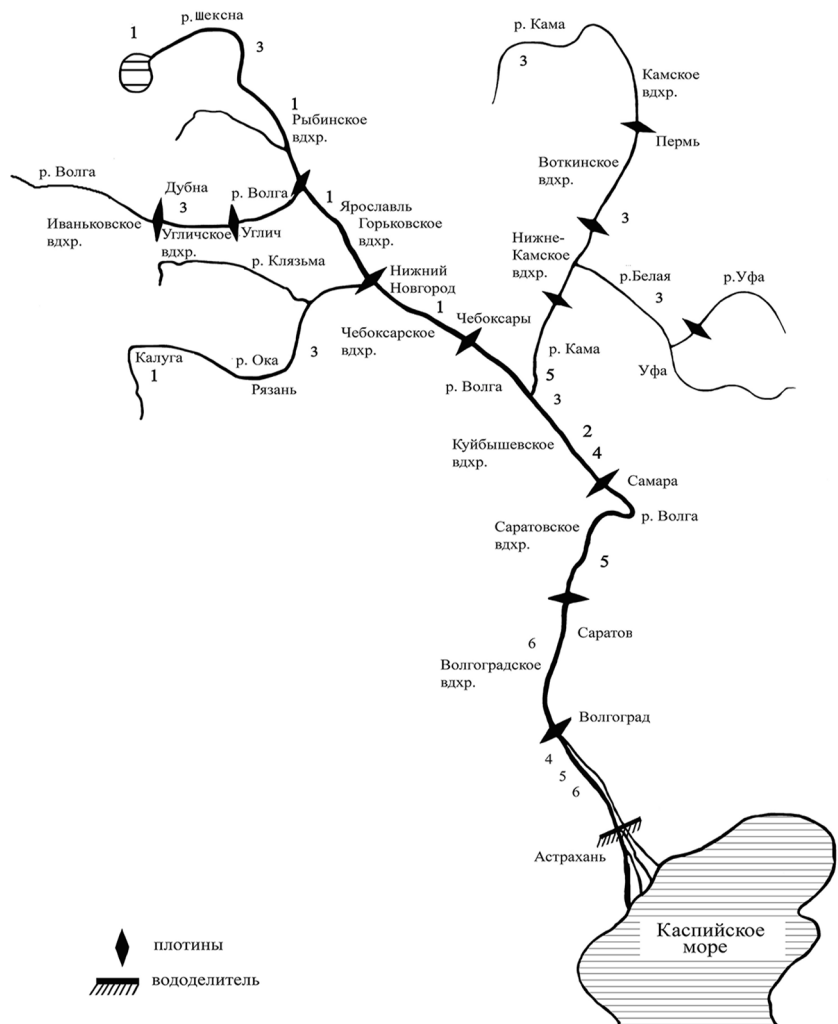 р. Шексна
1
3
р. Кама
3
Камское
вдхр.
1
Рыбинское
вдхр.
Пермь
Воткинское
вдхр.
р. Волга
Дубна
3
р. Волга
1
Ярославль
Иваньковское
вдхр.
Угличское
вдхр.
Углич
Горьковское
вдхр.
3
Нижне-
Камское
вдхр.
р. Клязьма
Нижний
Новгород
р.Белая
3
р.Уфа
1
Чебоксары
Чебоксарское
вдхр.
Калуга
1
р. Ока
3
Рязань
р. Кама
5
3
Уфа
р. Волга
2
4
Куйбышевское
вдхр.
Самара
р. Волга
Саратовское
вдхр.
5
Саратов
6
Волгоградское
вдхр.
Волгоград
4
5
6
Астрахань
Каспийское
море
плотины
вододелитель